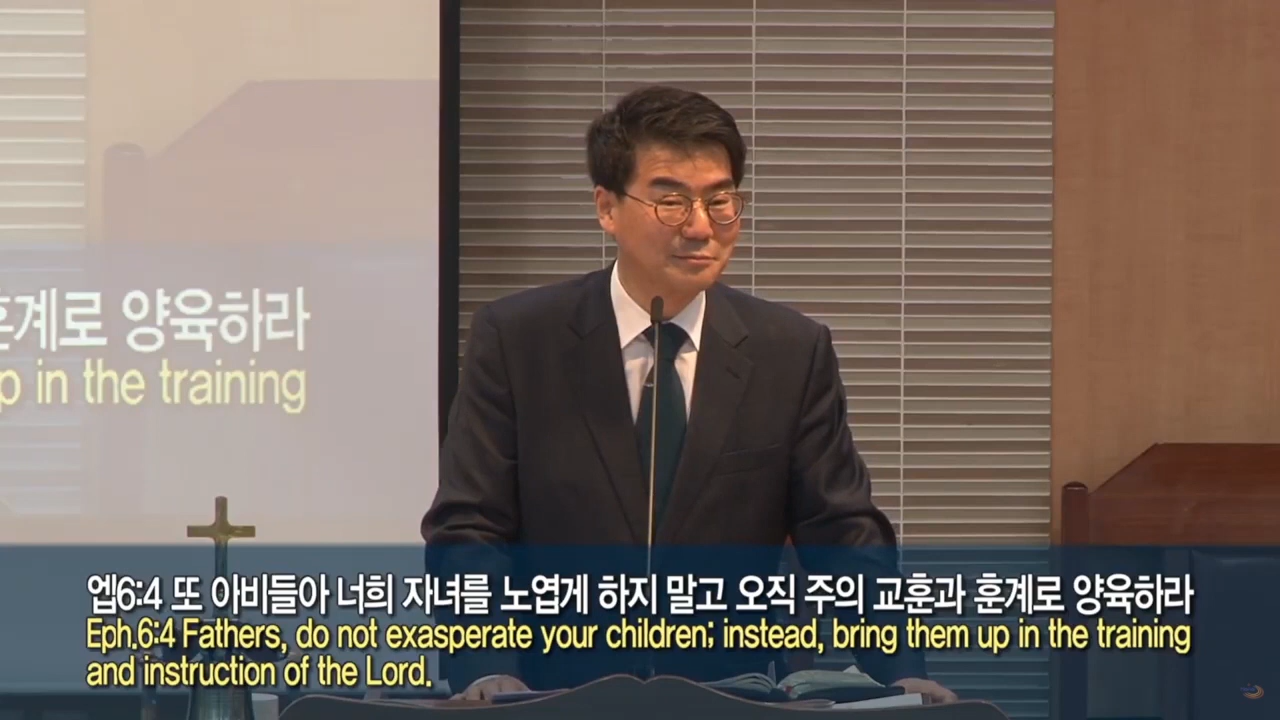 훈계로 양육하라
up in the training
엡6:4 또 아비들아 너희 자녀를 노엽게 하지 말고 오직 주의 교훈과 훈계로 양육하라
Eph.6:4 Fathers, do not exasperate your children; instead, bring them up in the training
and instruction of the Lord.